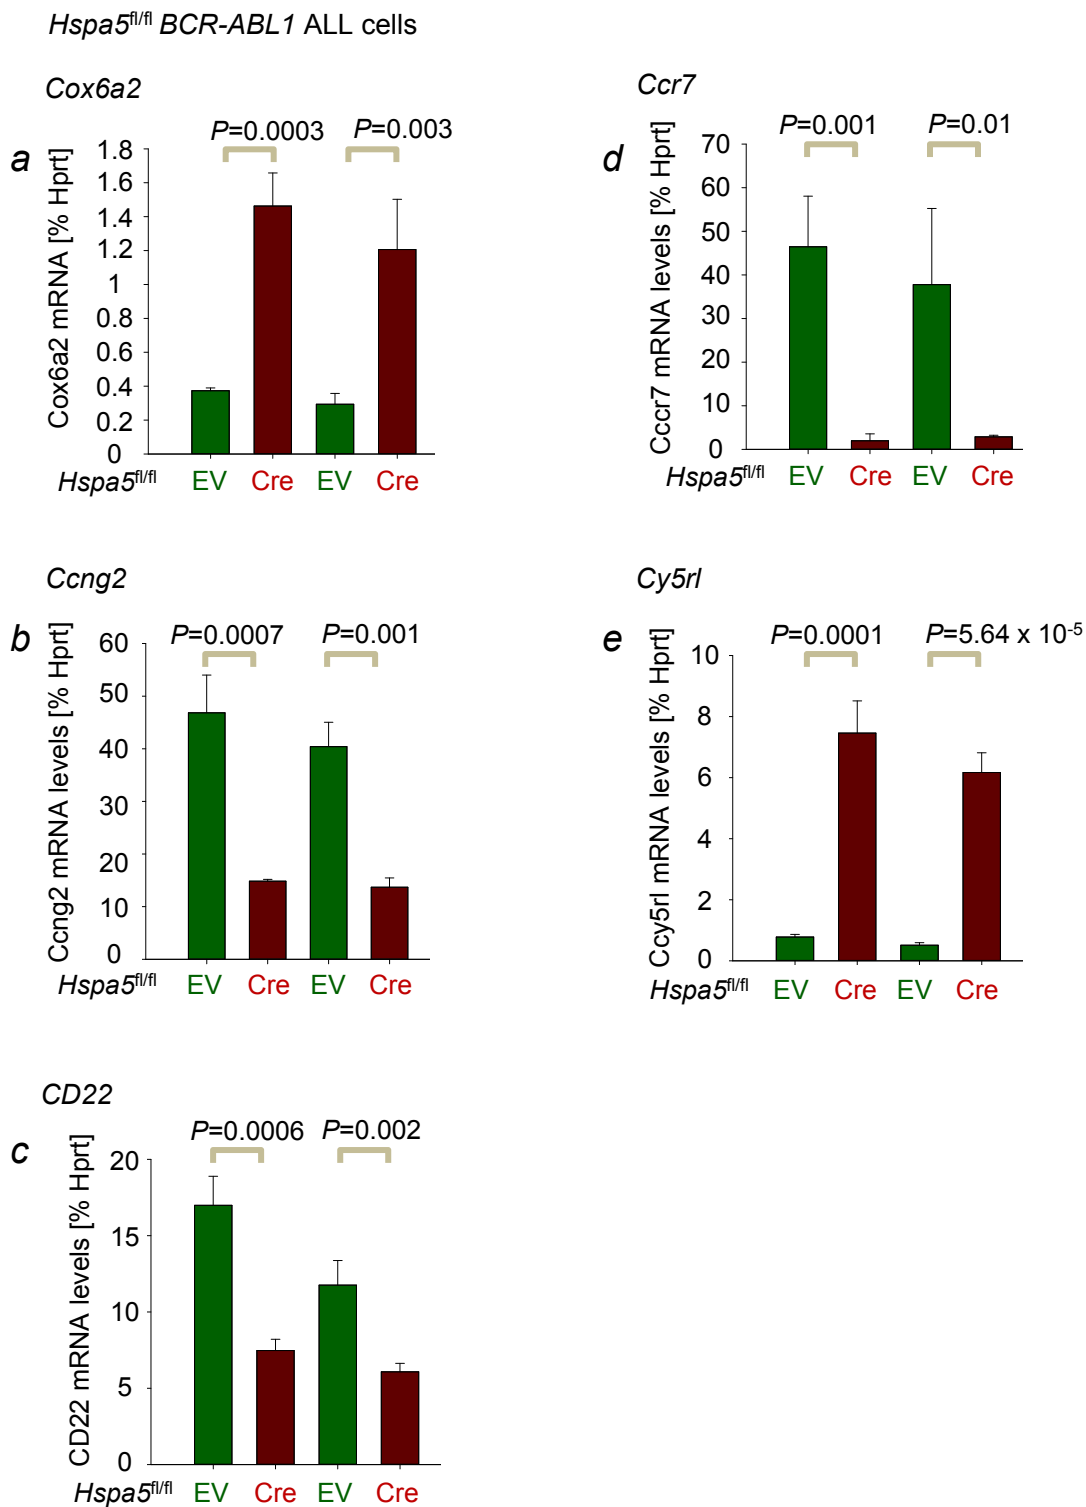 Hspa5fl/fl BCR-ABL1 ALL cells
Cox6a2
a
P=0.0003 P=0.003
Cox6a2 mRNA [% Hprt]
1.8
1.6
1.4
1.2
1
0.8
0.6
0.4
0.2
0
Hspa5fl/fl EV Cre EV Cre
Ccng2
b
P=0.0007 P=0.001
Ccng2 mRNA levels [% Hprt]
60
50
40
30
20
10
0
Hspa5fl/fl EV Cre EV Cre
CD22
c
P=0.0006 P=0.002
CD22 mRNA levels [% Hprt]
20
15
10
5
0
Hspa5fl/fl EV Cre EV Cre
Ccr7
d
P=0.001 P=0.01
Cccr7 mRNA levels [% Hprt]
70
60
50
40
30
20
10
0
Hspa5fl/fl EV Cre EV Cre
Cy5rl
e
P=0.0001 P=5.64 x 10-5
Ccy5rl mRNA levels [% Hprt]
10
8
6
4
2
0
Hspa5fl/fl EV Cre EV Cre